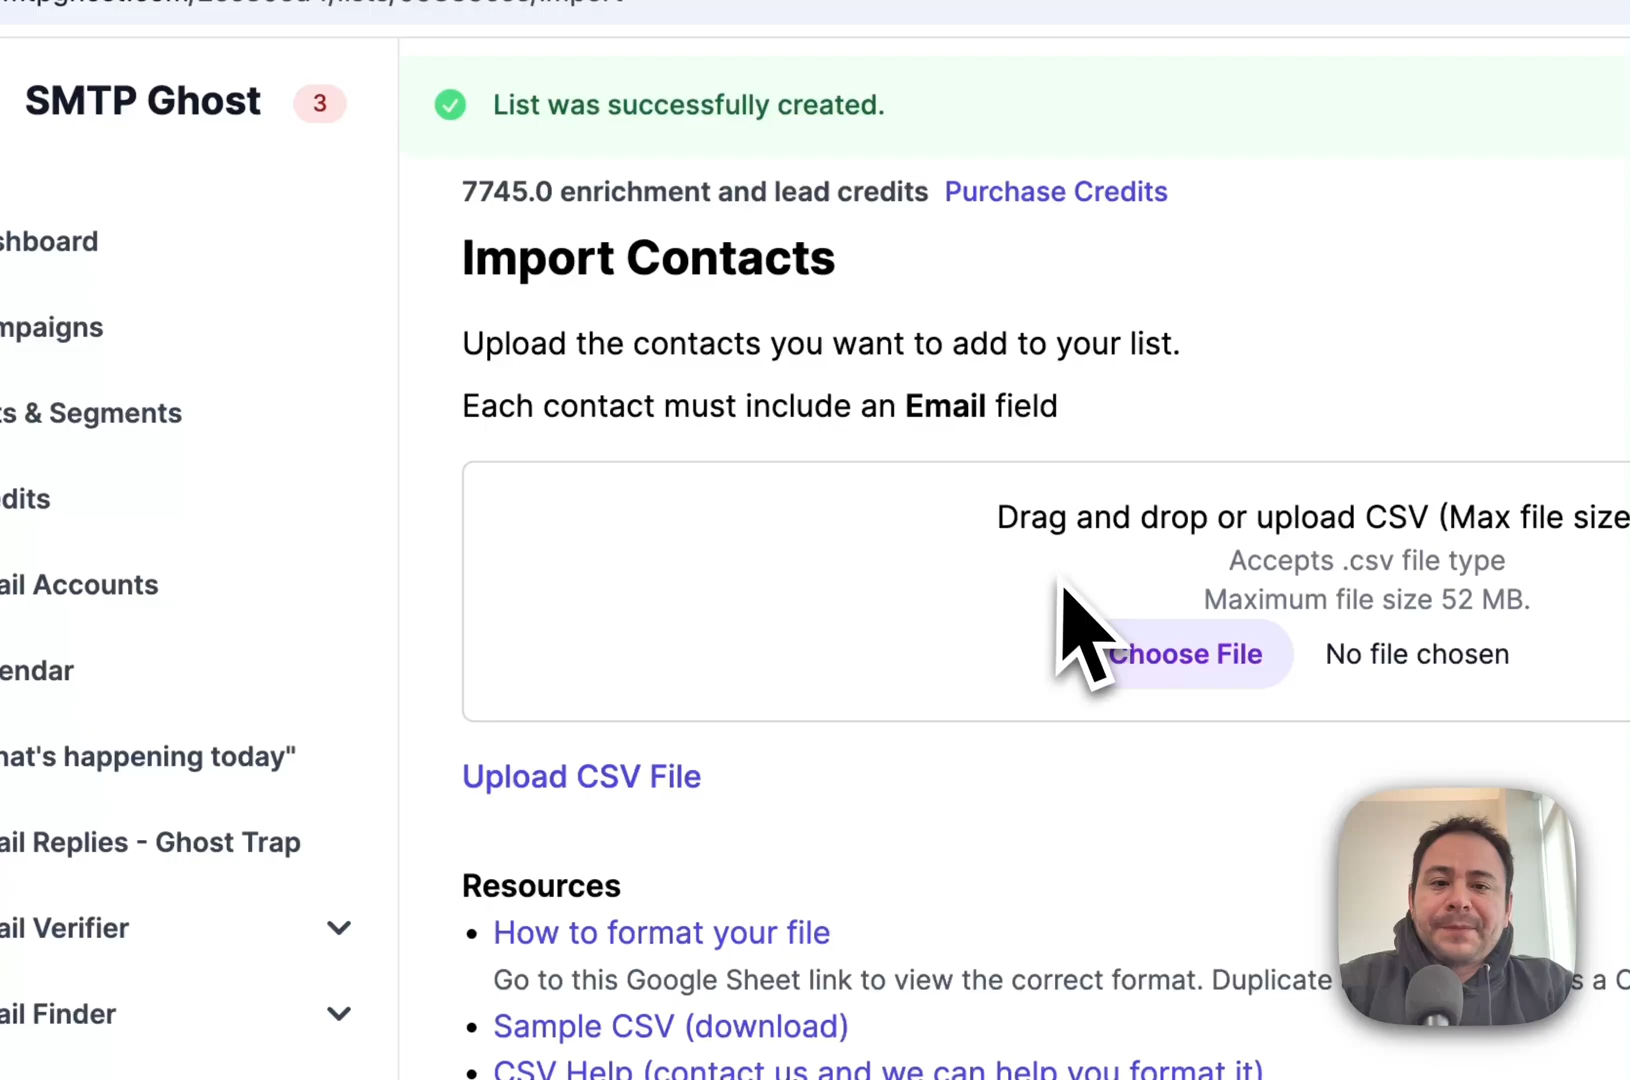 SMTP Ghost 3
List was successfully created.
7745.0 enrichment and lead credits Purchase Credits
Import Contacts
Upload the contacts you want to add to your list.
Each contact must include an Email field
Drag and drop or upload CSV (Max file size
Accepts .csv file type
Maximum file size 52 MB.
Choose File No file chosen
Upload CSV File
Resources
How to format your file
Go to this Google Sheet link to view the correct format. Duplicate
Sample CSV (download)
CSV Help (contact us and we can help you format it)
shboard
mpaigns
ts & Segments
edits
ail Accounts
endar
hat's happening today"
ail Replies - Ghost Trap
ail Verifier
ail Finder